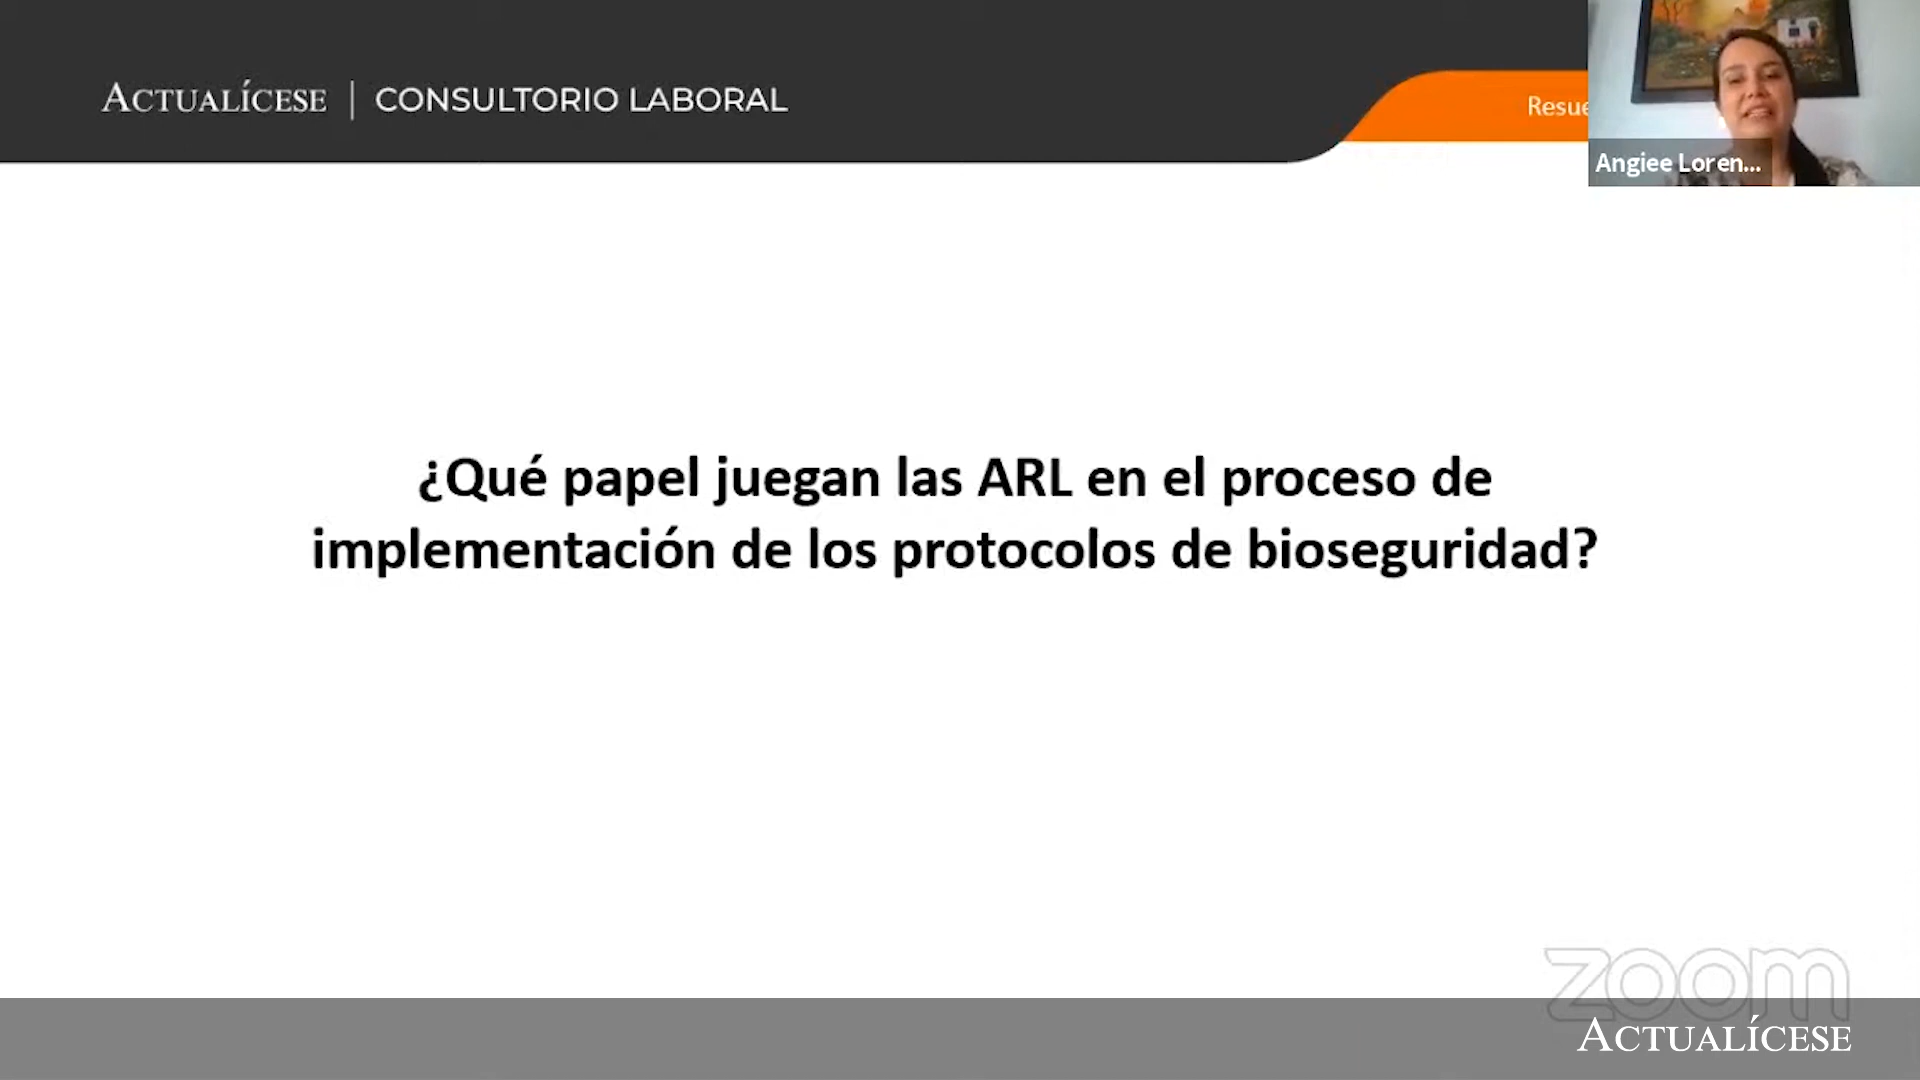 ACTUALÍCESE | CONSULTORIO LABORAL
Resue
Angiee Loren...
¿Qué papel juegan las ARL en el proceso de
implementación de los protocolos de bioseguridad?
zoom
ACTUALÍCESE